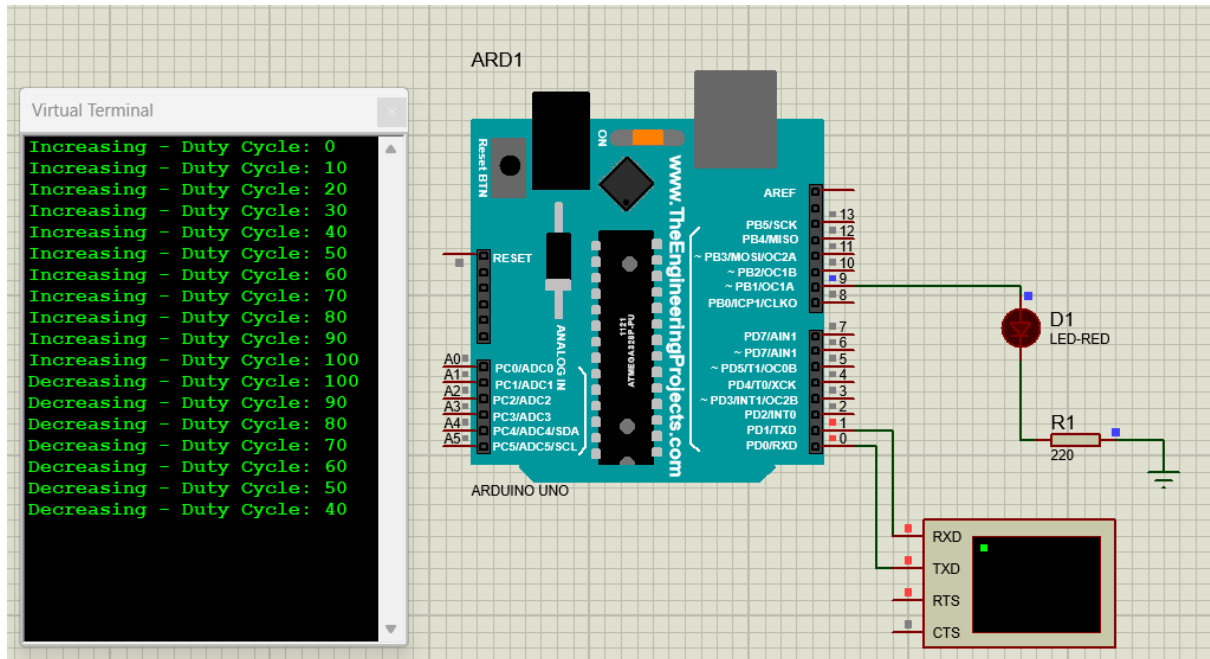 ARD1
Virtual Terminal
Increasing - Duty Cycle: 0
Increasing - Duty Cycle: 10
Increasing - Duty Cycle: 20
Increasing - Duty Cycle: 30
Increasing - Duty Cycle: 40
Increasing - Duty Cycle: 50
Increasing - Duty Cycle: 60
Increasing - Duty Cycle: 70
Increasing - Duty Cycle: 80
Increasing - Duty Cycle: 90
Increasing - Duty Cycle: 100
Decreasing - Duty Cycle: 100
Decreasing - Duty Cycle: 90
Decreasing - Duty Cycle: 80
Decreasing - Duty Cycle: 70
Decreasing - Duty Cycle: 60
Decreasing - Duty Cycle: 50
Decreasing - Duty Cycle: 40
Reset BTN
ON
www.TheEngineeringProjects.com
ANALOG IN
1121
ATMEGA328P-PU
RESET
A0 PC0/ADC0
A1 PC1/ADC1
A2 PC2/ADC2
A3 PC3/ADC3
A4 PC4/ADC4/SDA
A5 PC5/ADC5/SCL
AREF
PB5/SCK 13
PB4/MISO 12
~ PB3/MOSI/OC2A 11
~ PB2/OC1B 10
~ PB1/OC1A 9
PB0/ICP1/CLKO 8
PD7/AIN1 7
~ PD7/AIN1 6
~ PD5/T1/OC0B 5
PD4/T0/XCK 4
~ PD3/INT1/OC2B 3
PD2/INT0 2
PD1/TXD 1
PD0/RXD 0
ARDUINO UNO
D1
LED-RED
R1
220
RXD
TXD
RTS
CTS